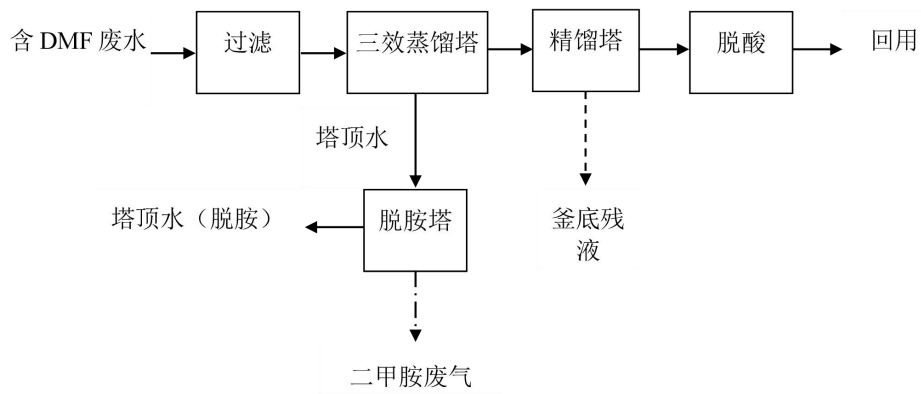 含 DMF 废水
过滤
三效蒸馏塔
精馏塔
脱酸
回用
塔顶水
塔顶水（脱胺）
脱胺塔
釜底残
液
二甲胺废气